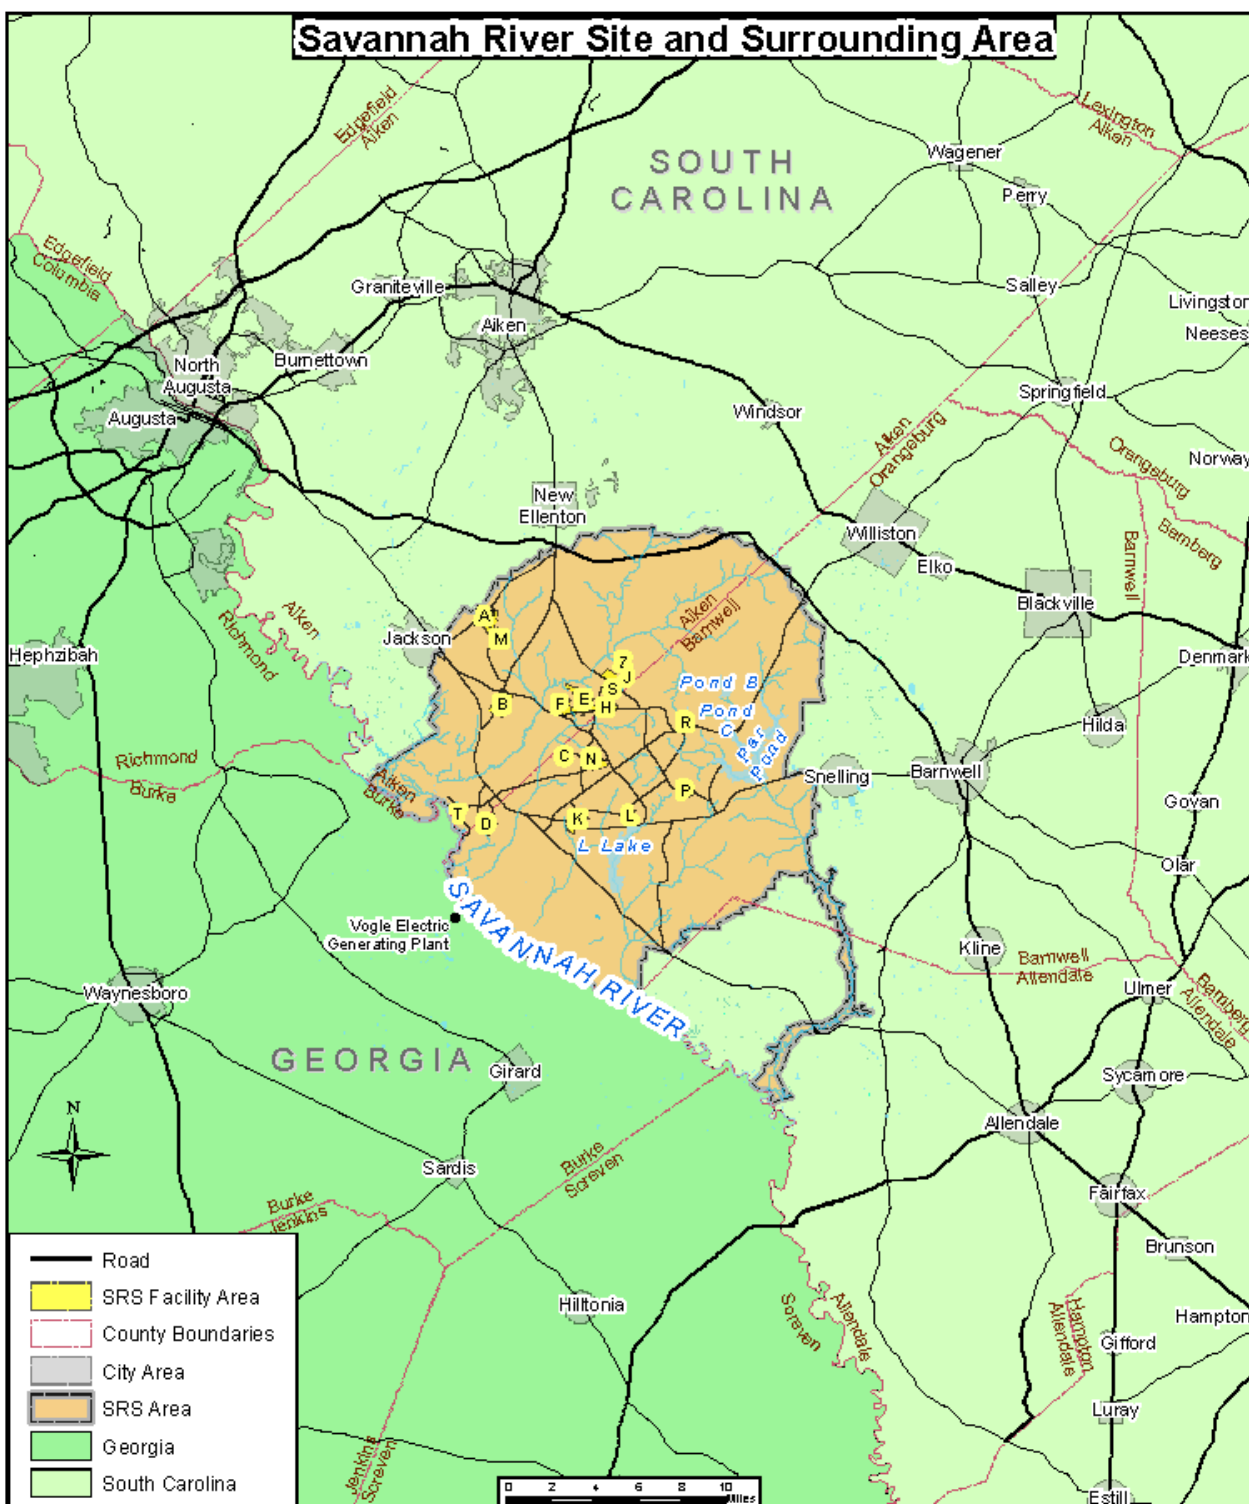 Savannah River Site and Surrounding Area
Edgefield
Aiken
Lexington
Aiken
SOUTH
CAROLINA
Wagener
Perry
Edgefield
Columbia
Graniteville
Salley
Livingston
Neeses
Aiken
North
Augusta
Burnettown
Augusta
Windsor
Springfield
Aiken
Orangeburg
Orangeburg
Bamberg
Norway
New
Ellenton
Williston
Elko
Barnwell
Blackville
Denmark
Aiken
Richmond
Jackson
Hephzibah
A
M
Aiken
Barnwell
Z
J
S
B
F
E
H
R
Pond B
Pond
C
Par
Pond
Hilda
Richmond
Burke
Aiken
Burke
C
N
P
Snelling
Barnwell
Govan
T
D
K
L
L Lake
Olar
SAVANNAH RIVER
Vogle Electric
Generating Plant
Kline
Barnwell
Allendale
Ulmer
Bamberg
Allendale
Waynesboro
GEORGIA
Girard
Sycamore
Allendale
N
Sardis
Burke
Screven
Fairfax
Burke
Jenkins
Brunson
Hiltonia
Screven
Allendale
Hampton
Allendale
Hampton
Gifford
Luray
Estill
Jenkins
Screven
Road
SRS Facility Area
County Boundaries
City Area
SRS Area
Georgia
South Carolina
0 2 4 6 8 10
Miles